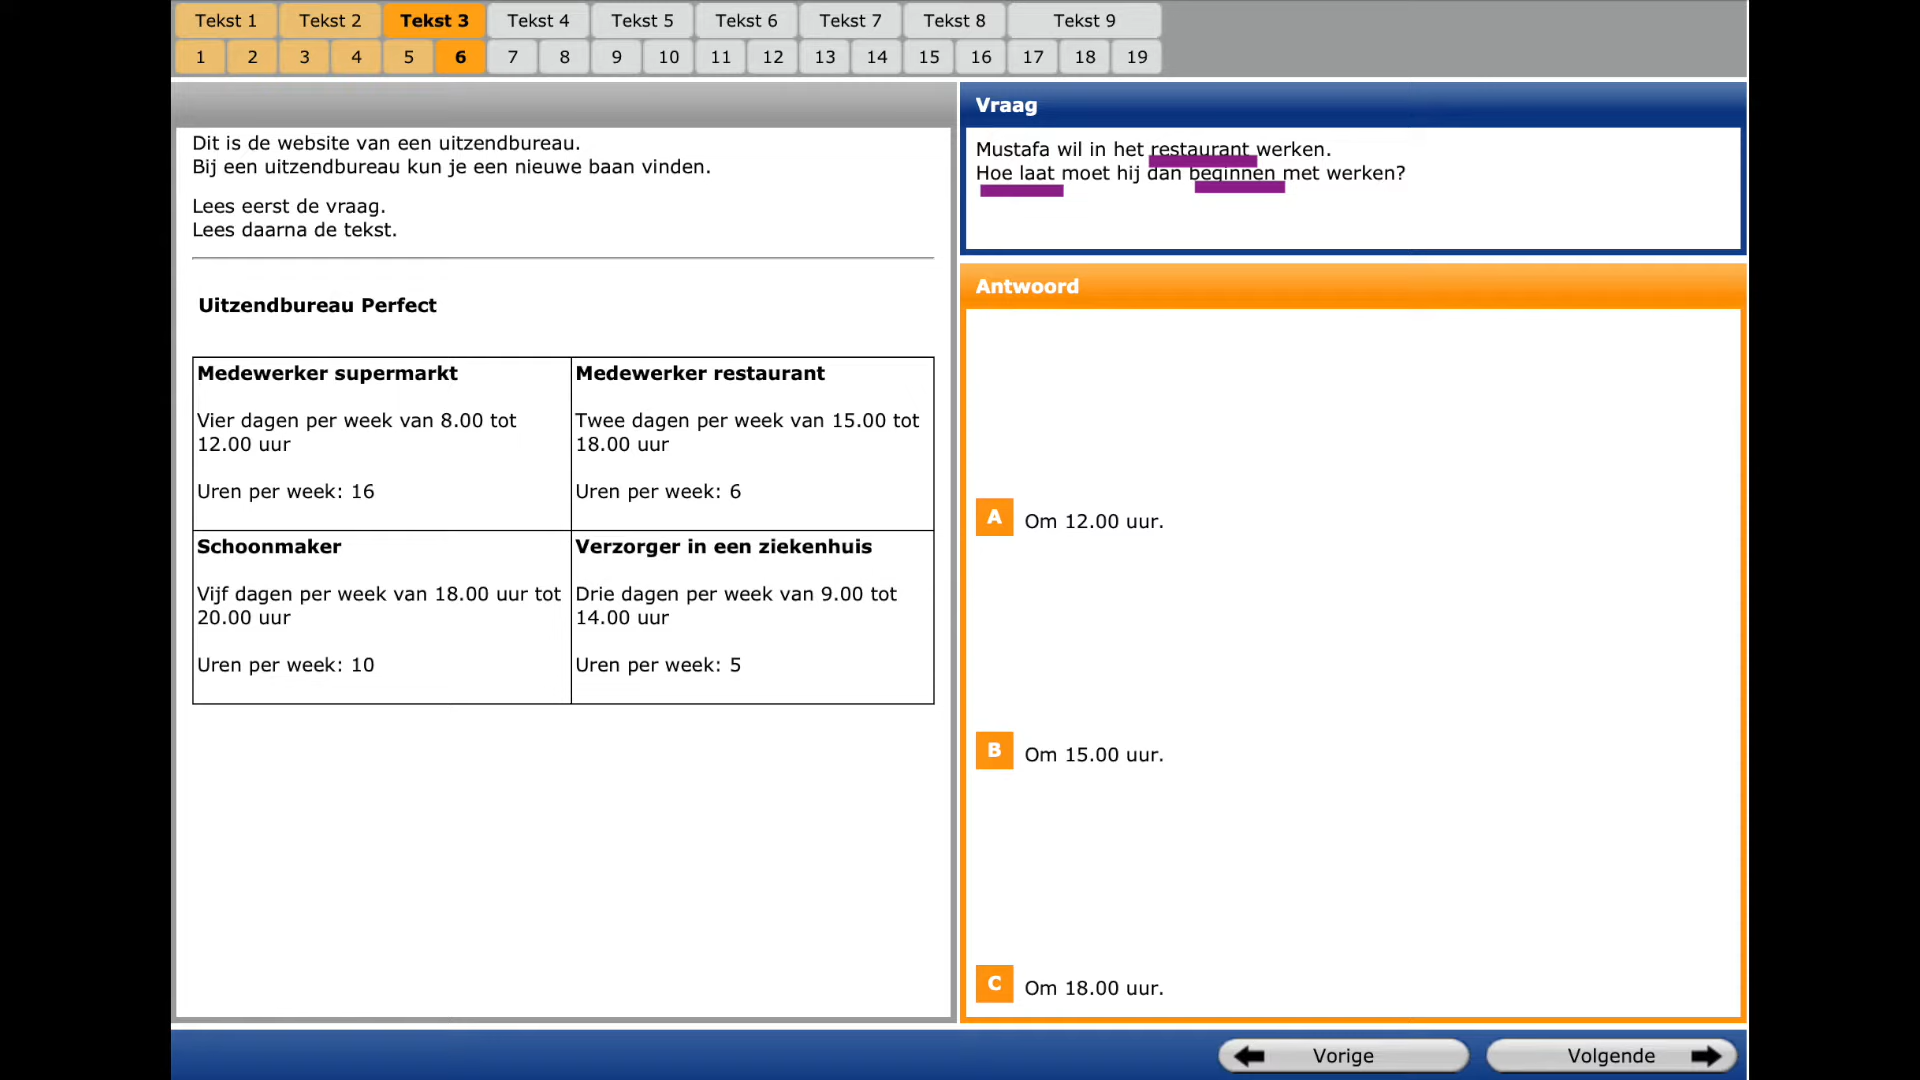 Tekst 1 Tekst 2 Tekst 3 Tekst 4 Tekst 5 Tekst 6 Tekst 7 Tekst 8 Tekst 9
1 2 3 4 5 6 7 8 9 10 11 12 13 14 15 16 17 18 19
Dit is de website van een uitzendbureau.
Bij een uitzendbureau kun je een nieuwe baan vinden.
Lees eerst de vraag.
Lees daarna de tekst.
Uitzendbureau Perfect
Medewerker supermarkt
Vier dagen per week van 8.00 tot
12.00 uur
Uren per week: 16
Medewerker restaurant
Twee dagen per week van 15.00 tot
18.00 uur
Uren per week: 6
Schoonmaker
Vijf dagen per week van 18.00 uur tot
20.00 uur
Uren per week: 10
Verzorger in een ziekenhuis
Drie dagen per week van 9.00 tot
14.00 uur
Uren per week: 5
Vraag
Mustafa wil in het restaurant werken.
Hoe laat moet hij dan beginnen met werken?
Antwoord
A Om 12.00 uur.
B Om 15.00 uur.
C Om 18.00 uur.
Vorige Volgende